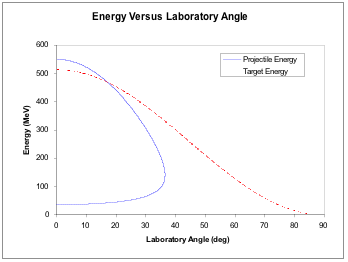 Energy Versus Laboratory Angle
600
500
400
300
200
100
0
Energy (MeV)
Projectile Energy
Target Energy
0 10 20 30 40 50 60 70 80 90
Laboratory Angle (deg)